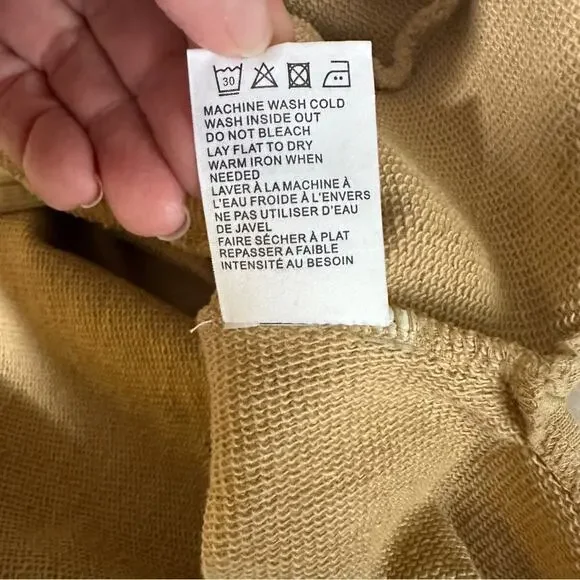 30
MACHINE WASH COLD
WASH INSIDE OUT
DO NOT BLEACH
LAY FLAT TO DRY
WARM IRON WHEN
NEEDED
LAVER À LA MACHINE À
L'EAU FROIDE À L'ENVERS
NE PAS UTILISER D'EAU
DE JAVEL
FAIRE SÉCHER À PLAT
REPASSER A FAIBLE
INTENSITÉ AU BESOIN